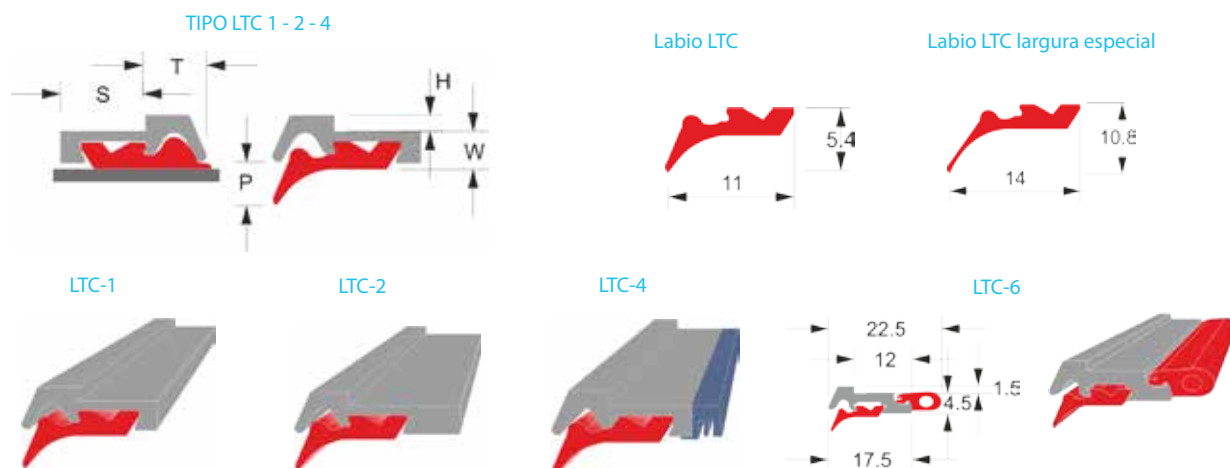 TIPO LTC 1 - 2 - 4
Labio LTC
Labio LTC largura especial
T
H
S
W
P
5.4
11
10.8
14
LTC-1
LTC-2
LTC-4
LTC-6
22.5
12
1.5
4.5
17.5